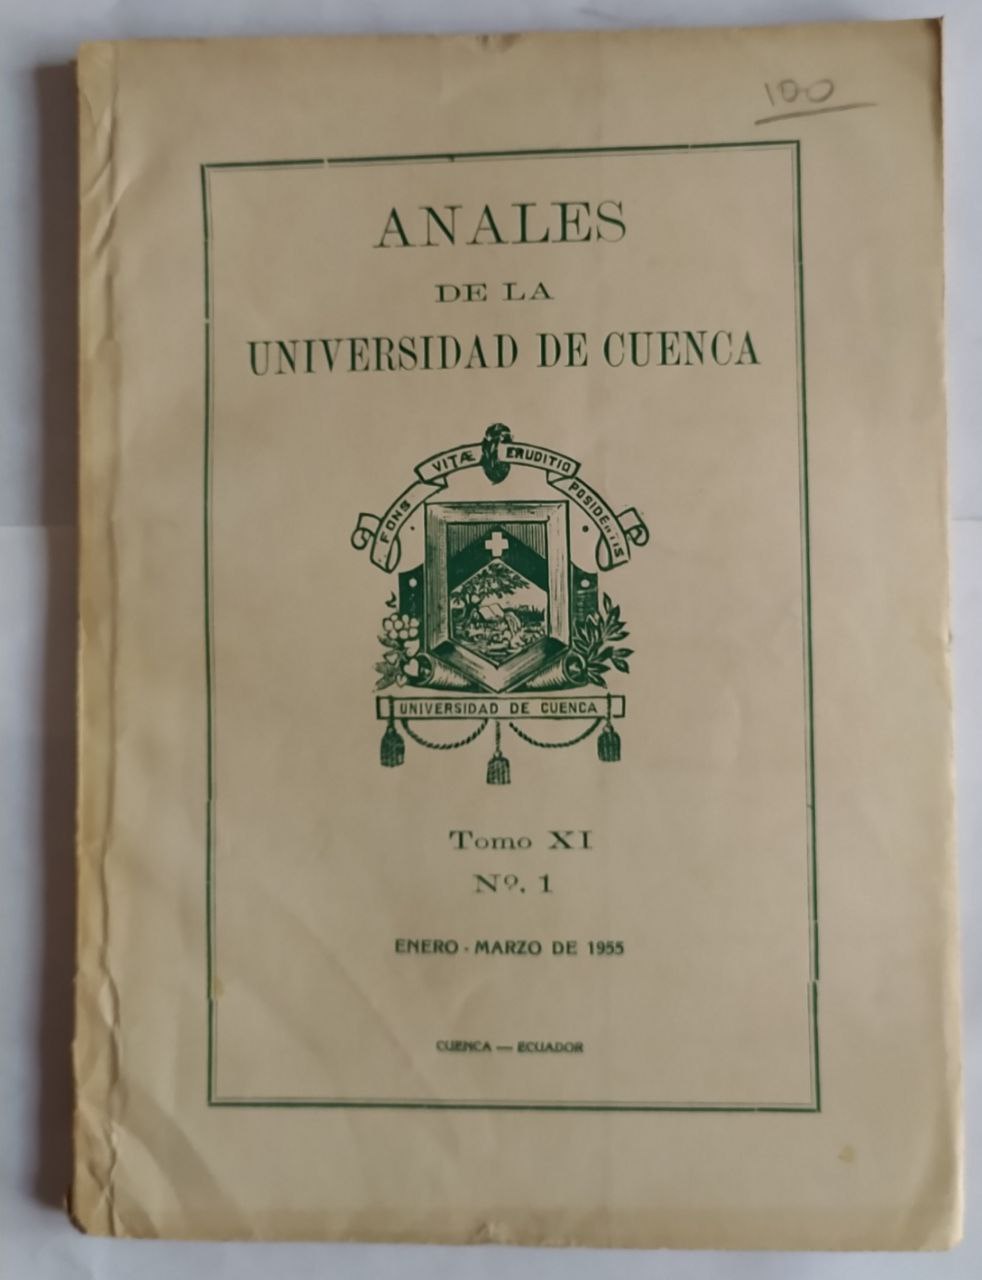 100
ANALES
DE LA
UNIVERSIDAD DE CUENCA
FONS VITÆ ERUDITIO POSIDENTIS
UNIVERSIDAD DE CUENCA
Tomo XI
Nº. 1
ENERO - MARZO DE 1955
CUENCA — ECUADOR